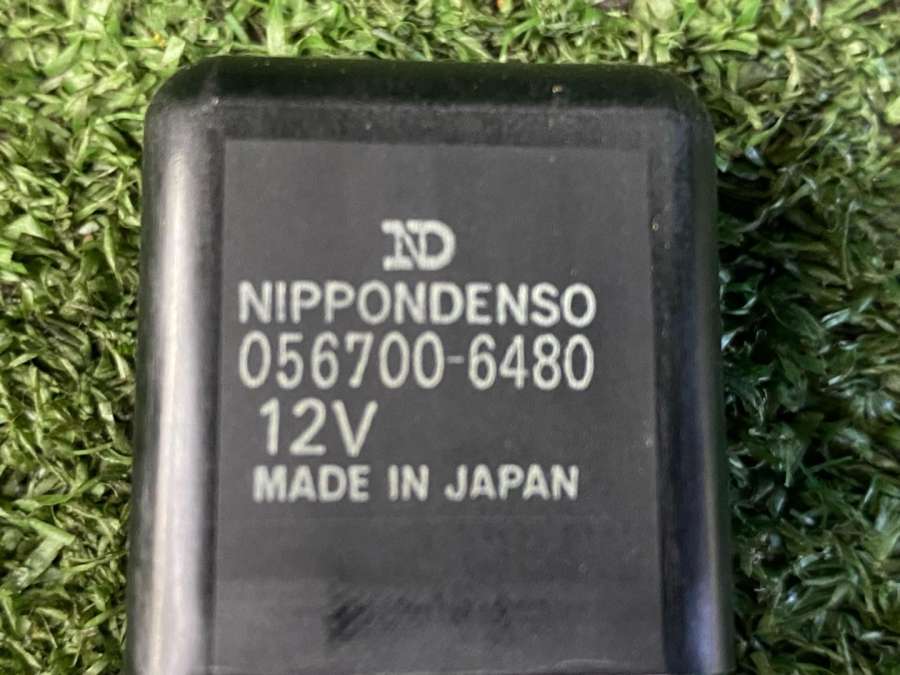 ND
NIPPONDENSO
056700-6480
12V
MADE IN JAPAN